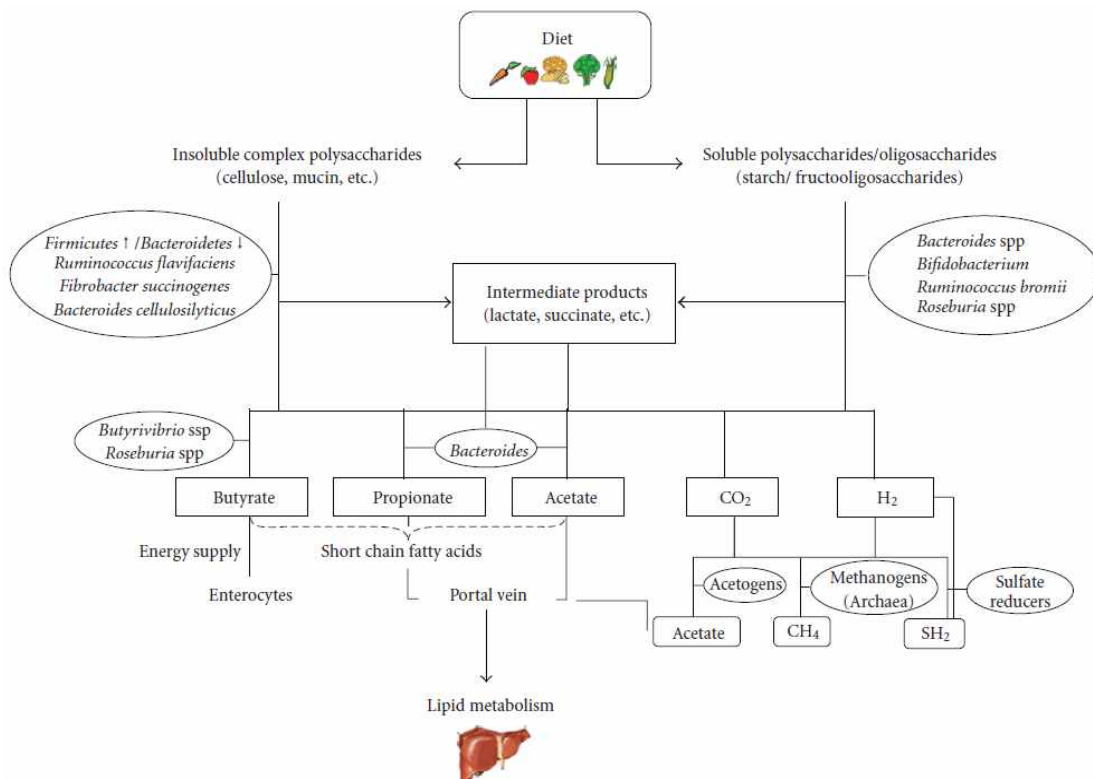 Diet
Insoluble complex polysaccharides
(cellulose, mucin, etc.)
Soluble polysaccharides/oligosaccharides
(starch/ fructooligosaccharides)
Firmicutes ↑ /Bacteroidetes ↓
Ruminococcus flavifaciens
Fibrobacter succinogenes
Bacteroides cellulosilyticus
Intermediate products
(lactate, succinate, etc.)
Bacteroides spp
Bifidobacterium
Ruminococcus bromii
Roseburia spp
Butyrivibrio ssp
Roseburia spp
Bacteroides
Butyrate
Propionate
Acetate
CO₂
H₂
Energy supply
Short chain fatty acids
Enterocytes
Portal vein
Acetogens
Methanogens
(Archaea)
Sulfate
reducers
Acetate
CH₄
SH₂
Lipid metabolism